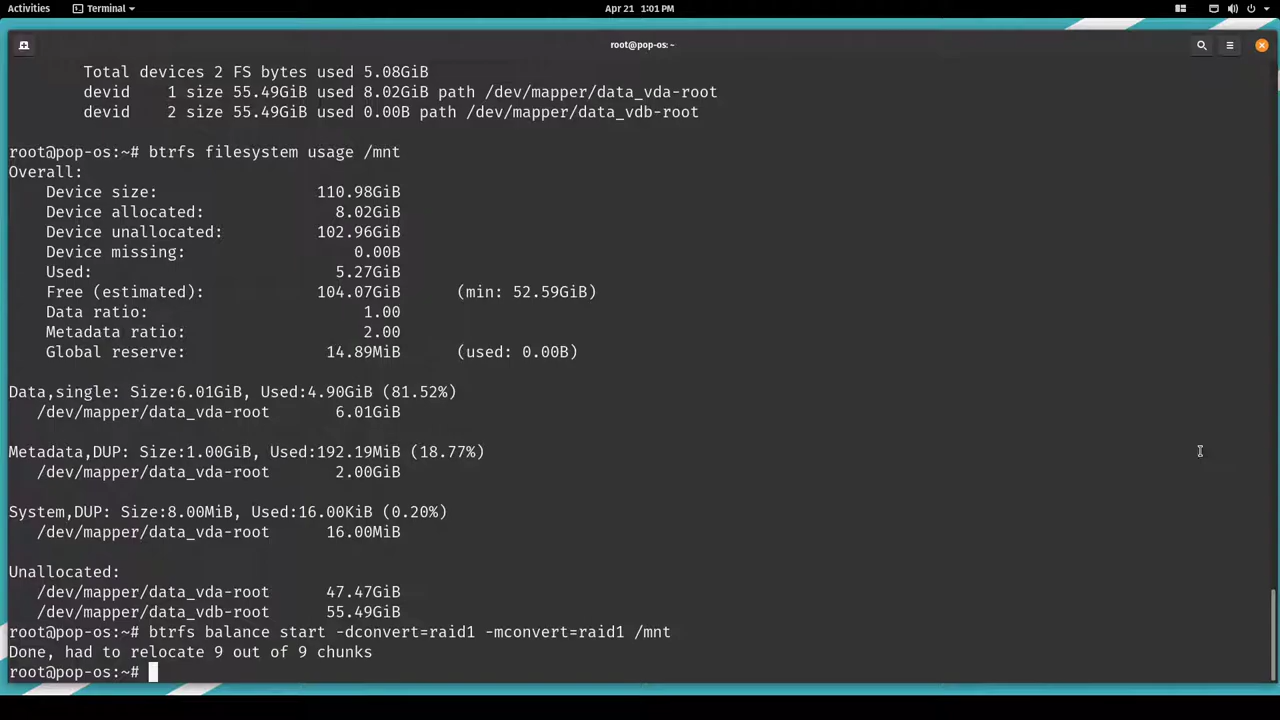 Activities
Terminal
Apr 21 1:01 PM
root@pop-os: ~
Total devices 2 FS bytes used 5.08GiB
devid 1 size 55.49GiB used 8.02GiB path /dev/mapper/data_vda-root
devid 2 size 55.49GiB used 0.00B path /dev/mapper/data_vdb-root
root@pop-os:~# btrfs filesystem usage /mnt
Overall:
Device size: 110.98GiB
Device allocated: 8.02GiB
Device unallocated: 102.96GiB
Device missing: 0.00B
Used: 5.27GiB
Free (estimated): 104.07GiB (min: 52.59GiB)
Data ratio: 1.00
Metadata ratio: 2.00
Global reserve: 14.89MiB (used: 0.00B)
Data,single: Size:6.01GiB, Used:4.90GiB (81.52%)
/dev/mapper/data_vda-root 6.01GiB
Metadata,DUP: Size:1.00GiB, Used:192.19MiB (18.77%)
/dev/mapper/data_vda-root 2.00GiB
System,DUP: Size:8.00MiB, Used:16.00KiB (0.20%)
/dev/mapper/data_vda-root 16.00MiB
Unallocated:
/dev/mapper/data_vda-root 47.47GiB
/dev/mapper/data_vdb-root 55.49GiB
root@pop-os:~# btrfs balance start -dconvert=raid1 -mconvert=raid1 /mnt
Done, had to relocate 9 out of 9 chunks
root@pop-os:~#